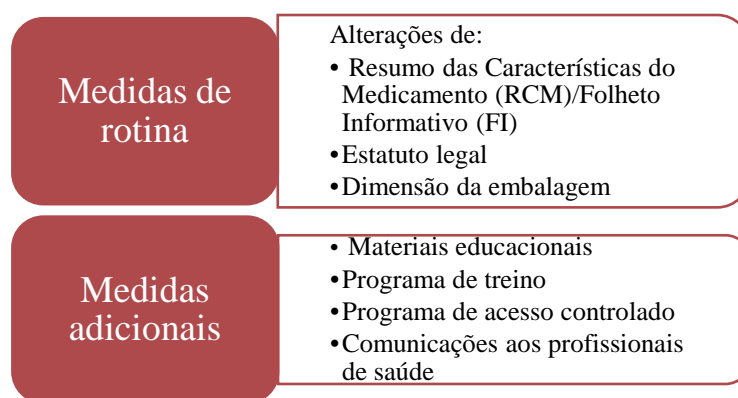 Medidas de
rotina
Alterações de:
• Resumo das Características do
Medicamento (RCM)/Folheto
Informativo (FI)
•Estatuto legal
•Dimensão da embalagem
Medidas
adicionais
• Materiais educacionais
•Programa de treino
•Programa de acesso controlado
•Comunicações aos profissionais
de saúde